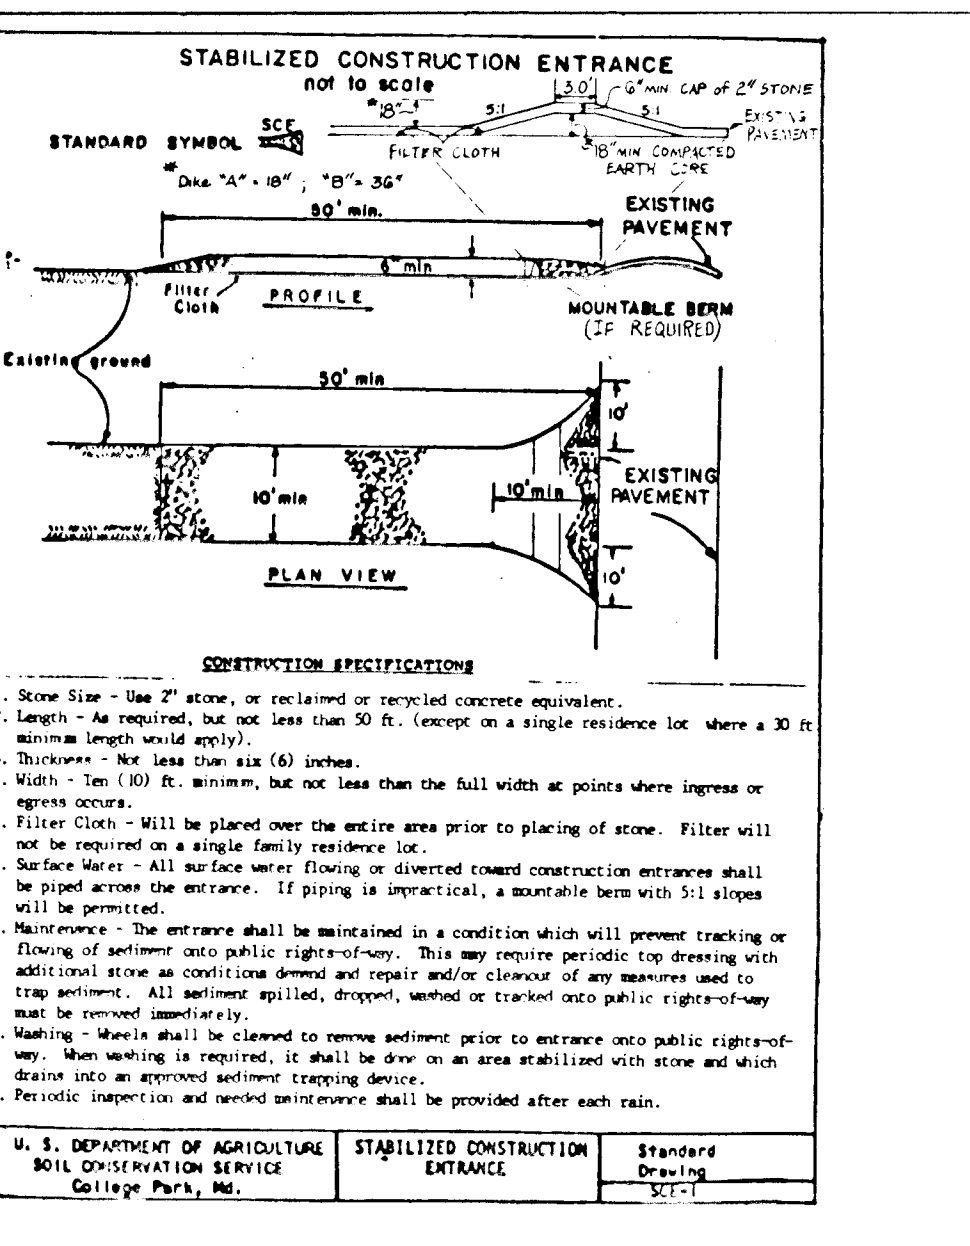 STABILIZED CONSTRUCTION ENTRANCE
not to scale
3.0'
6" MIN. CAP of 2" STONE
*18"
5:1
5:1
EXISTING
PAVEMENT
STANDARD SYMBOL
SCE
FILTER CLOTH
*18" MIN COMPACTED
EARTH CORE
* Dike "A" = 18" ; "B" = 36"
50' min.
EXISTING
PAVEMENT
6" min
Filter
Cloth
PROFILE
MOUNTABLE BERM
(IF REQUIRED)
Existing ground
50' min
10'
10' min
10' min
EXISTING
PAVEMENT
10'
PLAN VIEW
CONSTRUCTION SPECIFICATIONS
. Stone Size - Use 2" stone, or reclaimed or recycled concrete equivalent.
. Length - As required, but not less than 50 ft. (except on a single residence lot where a 30 ft
minimum length would apply).
. Thickness - Not less than six (6) inches.
. Width - Ten (10) ft. minimum, but not less than the full width at points where ingress or
egress occurs.
. Filter Cloth - Will be placed over the entire area prior to placing of stone. Filter will
not be required on a single family residence lot.
. Surface Water - All surface water flowing or diverted toward construction entrances shall
be piped across the entrance. If piping is impractical, a mountable berm with 5:1 slopes
will be permitted.
. Maintenance - The entrance shall be maintained in a condition which will prevent tracking or
flowing of sediment onto public rights-of-way. This may require periodic top dressing with
additional stone as conditions demand and repair and/or cleanout of any measures used to
trap sediment. All sediment spilled, dropped, washed or tracked onto public rights-of-way
must be removed immediately.
. Washing - Wheels shall be cleaned to remove sediment prior to entrance onto public rights-of-
way. When washing is required, it shall be done on an area stabilized with stone and which
drains into an approved sediment trapping device.
. Periodic inspection and needed maintenance shall be provided after each rain.
U. S. DEPARTMENT OF AGRICULTURE
SOIL CONSERVATION SERVICE
College Park, Md.
STABILIZED CONSTRUCTION
ENTRANCE
Standard
Drawing
SCE-1